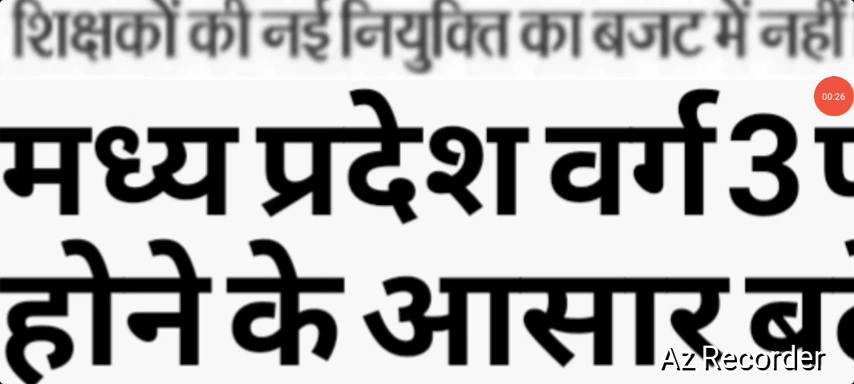 शिक्षकों की नई नियुक्ति का बजट में नहीं
00:26
मध्य प्रदेश वर्ग 3
होने के आसार
Az Recorder